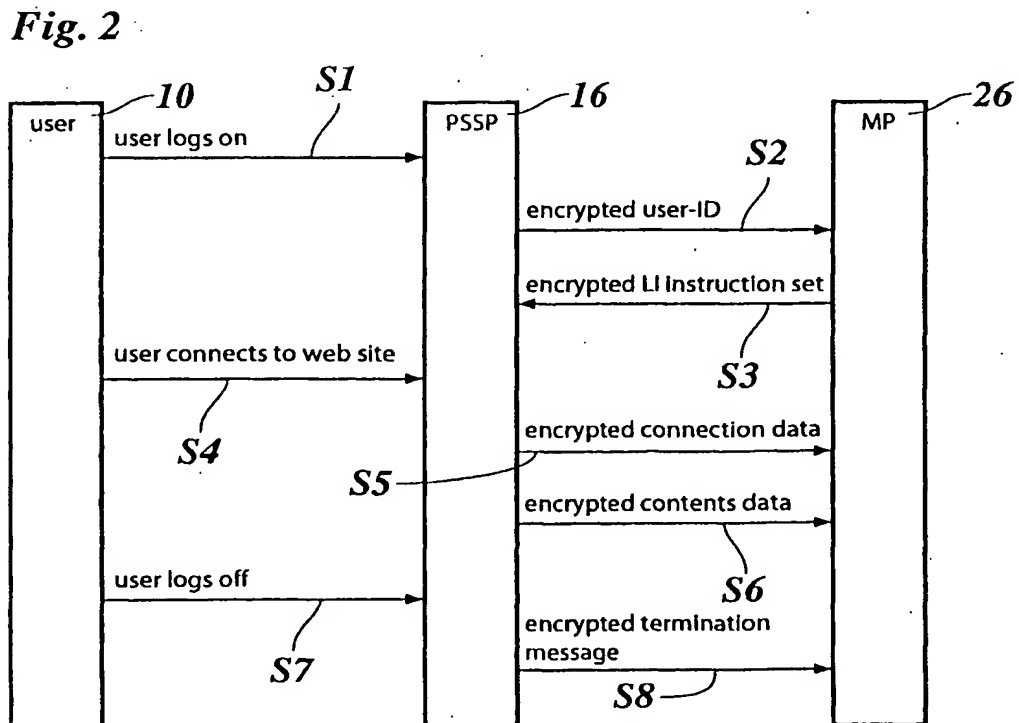 Fig. 2
user
10
PSSP
16
MP
26
user logs on
S1
encrypted user-ID
S2
encrypted LI instruction set
S3
user connects to web site
S4
encrypted connection data
S5
encrypted contents data
S6
user logs off
S7
encrypted termination
message
S8